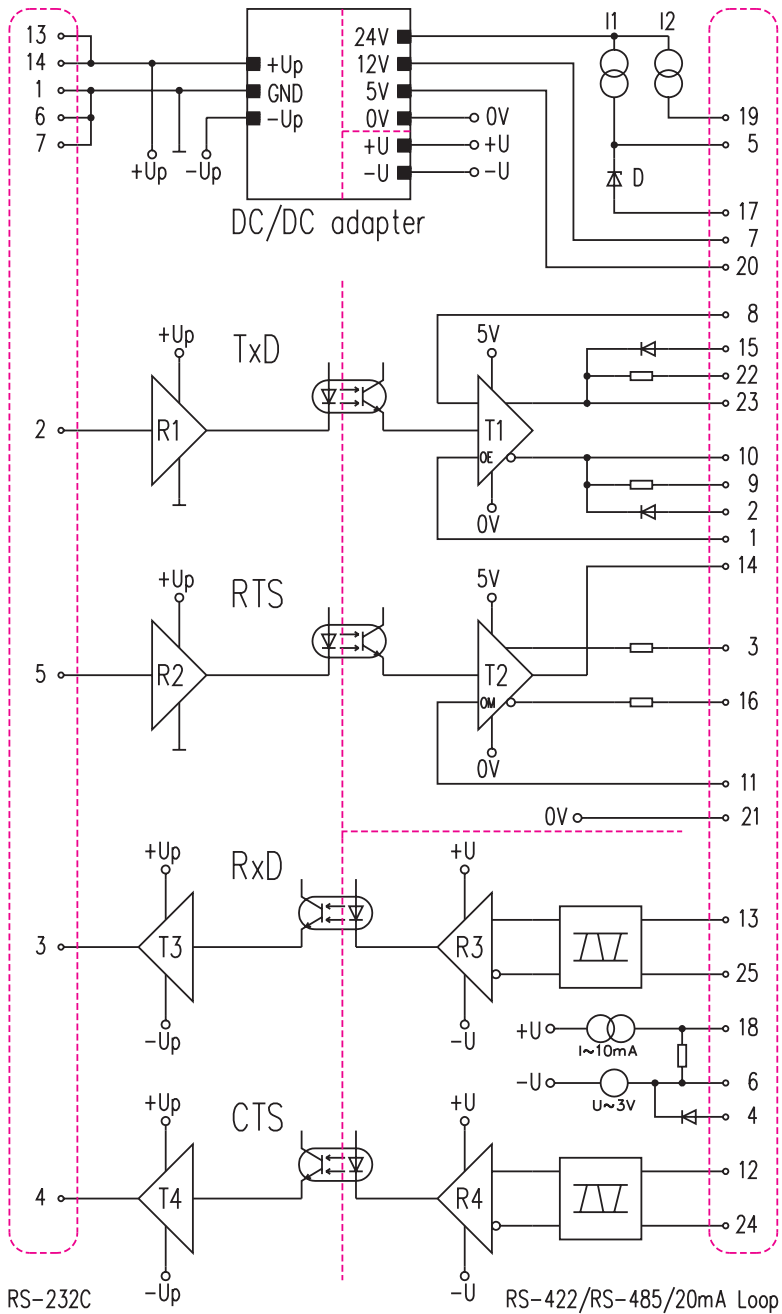 I1 I2
13 24V
14 +Up 12V
1 GND 5V
6 -Up 0V 0V 19
7 +U +U 5
+Up -Up -U -U D
DC/DC adapter 17
7
20
8
+Up TxD 5V 15
22
23
2 R1 T1
OE 10
9
0V 2
1
14
+Up RTS 5V
3
5 R2 T2
OM 16
0V
11
0V 21
+Up RxD +U
13
3 T3 R3
25
-Up -U +U 18
I~10mA
-U 6
U~3V
+Up CTS +U 4
12
4 T4 R4
24
-Up -U
RS-232C RS-422/RS-485/20mA Loop